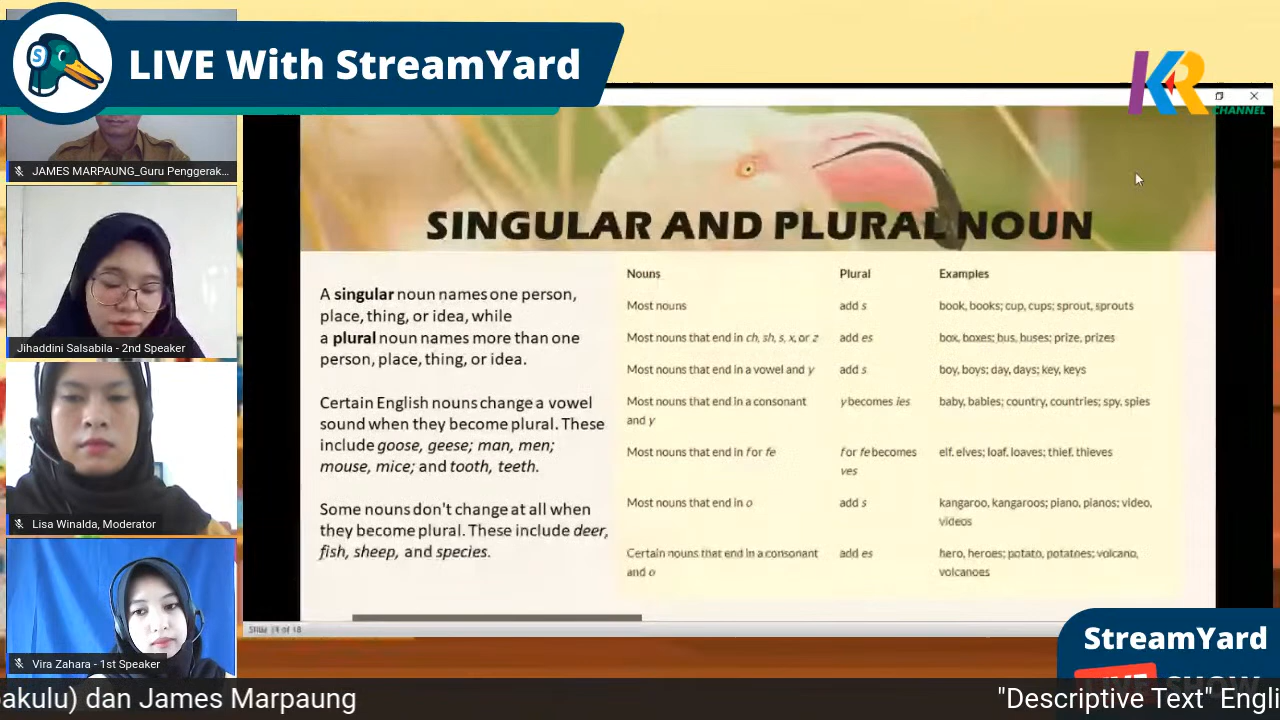 S
LIVE With StreamYard
KR
CHANNEL
JAMES MARPAUNG_Guru Penggerak...
Jihaddini Salsabila - 2nd Speaker
Lisa Winalda, Moderator
Vira Zahara - 1st Speaker
SINGULAR AND PLURAL NOUN
A singular noun names one person,
place, thing, or idea, while
a plural noun names more than one
person, place, thing, or idea.
Certain English nouns change a vowel
sound when they become plural. These
include goose, geese; man, men;
mouse, mice; and tooth, teeth.
Some nouns don't change at all when
they become plural. These include deer,
fish, sheep, and species.
Nouns Plural Examples
Most nouns add s book, books; cup, cups; sprout, sprouts
Most nouns that end in ch, sh, s, x, or z add es box, boxes; bus, buses; prize, prizes
Most nouns that end in a vowel and y add s boy, boys; day, days; key, keys
Most nouns that end in a consonant y becomes ies baby, babies; country, countries; spy, spies
and y
Most nouns that end in f or fe f or fe becomes elf, elves; loaf, loaves; thief, thieves
ves
Most nouns that end in o add s kangaroo, kangaroos; piano, pianos; video,
videos
Certain nouns that end in a consonant add es hero, heroes; potato, potatoes; volcano,
and o volcanoes
of 18
StreamYard
LIVE SHOW
akulu) dan James Marpaung "Descriptive Text" Engli